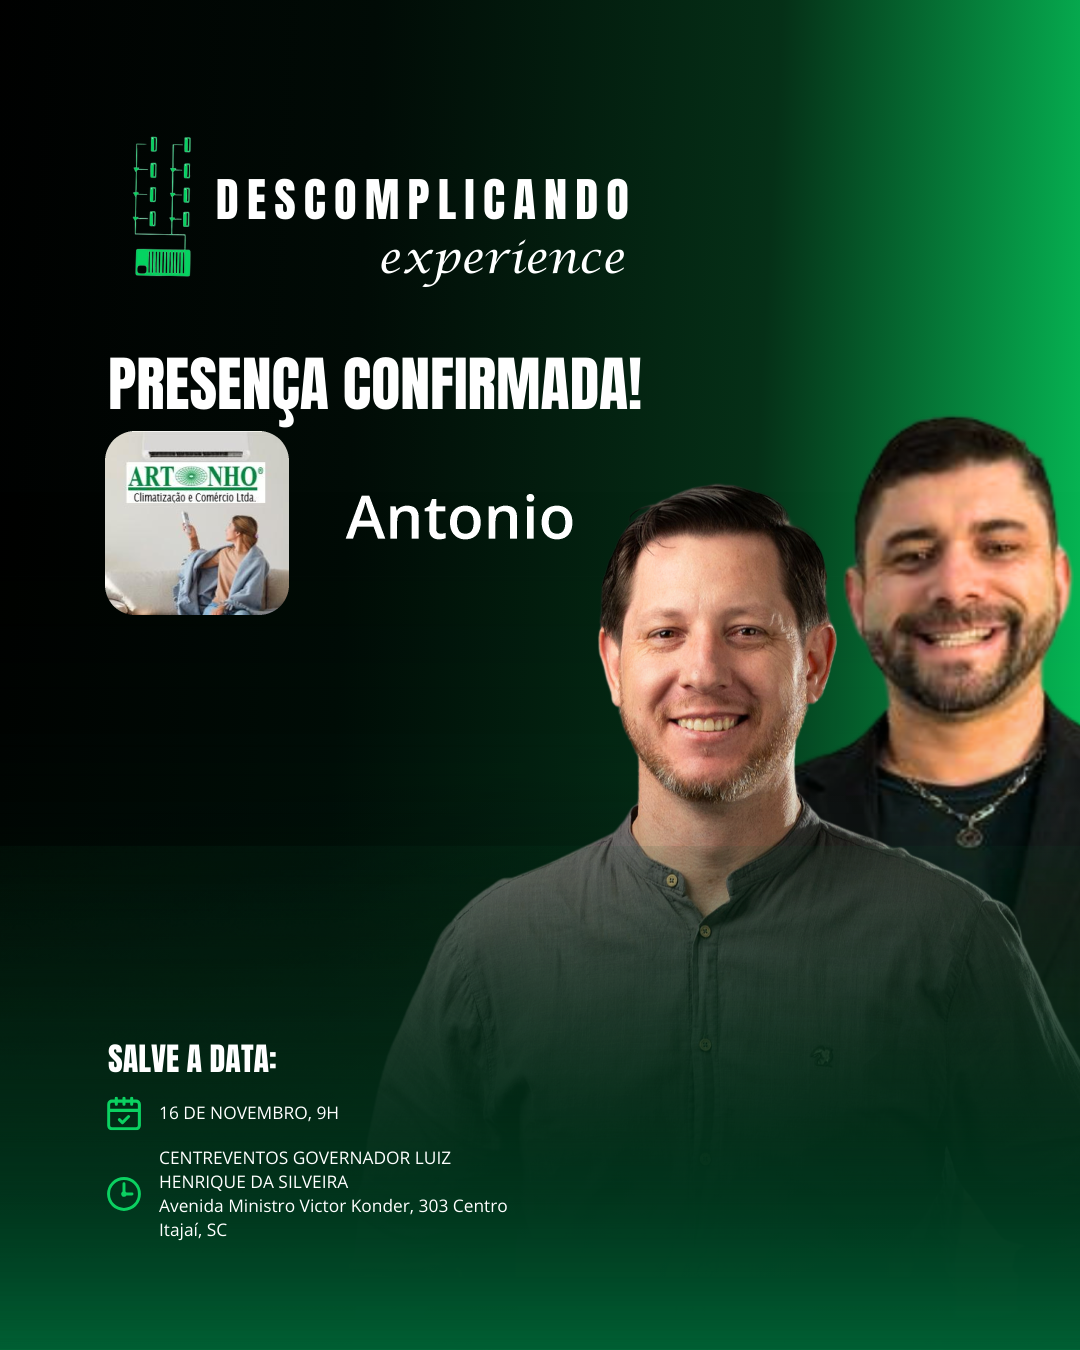 DESCOMPLICANDO
experience
PRESENÇA CONFIRMADA!
ARTONHO®
Climatização e Comércio Ltda.
Antonio
SALVE A DATA:
16 DE NOVEMBRO, 9H
CENTREVENTOS GOVERNADOR LUIZ
HENRIQUE DA SILVEIRA
Avenida Ministro Victor Konder, 303 Centro
Itajaí, SC